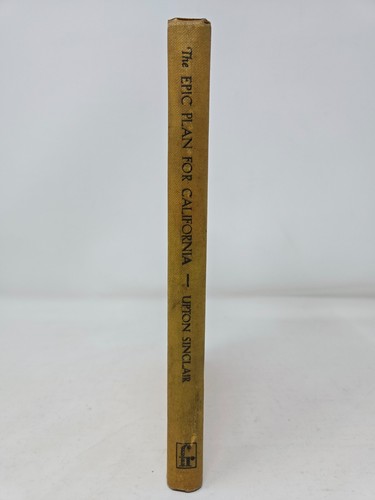 The EPIC PLAN FOR CALIFORNIA — UPTON SINCLAIR